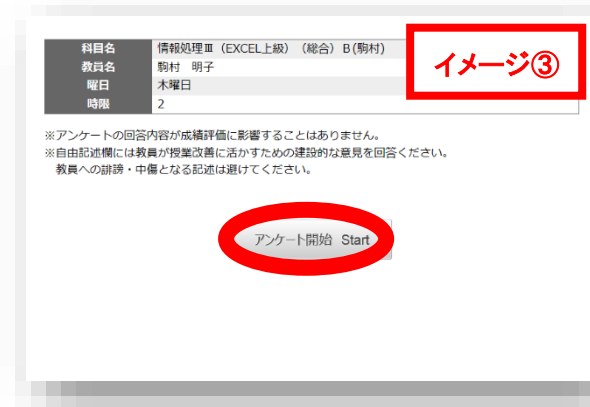 科目名 情報処理Ⅲ（EXCEL上級）（総合）B(駒村)
イメージ③
教員名 駒村 明子
曜日 木曜日
時限 2
※アンケートの回答内容が成績評価に影響することはありません。
※自由記述欄には教員が授業改善に活かすための建設的な意見を回答ください。
教員への誹謗・中傷となる記述は避けてください。
アンケート開始 Start